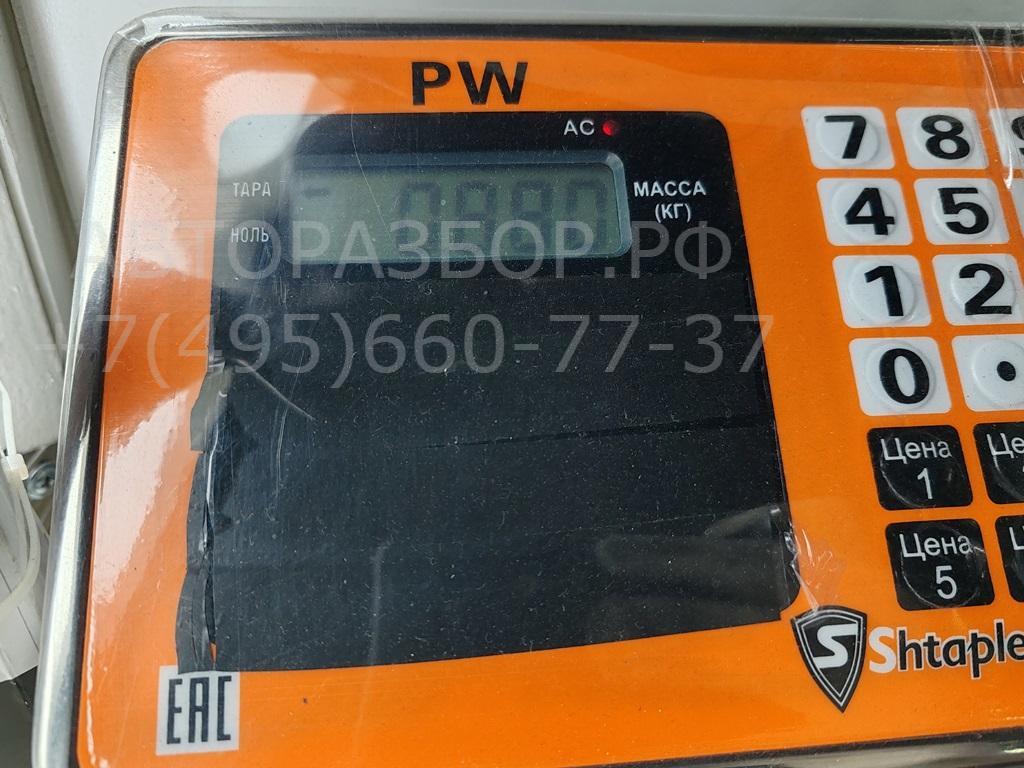 PW
AC
ТАРА
НОЛЬ
МАССА
(КГ)
АВТОРАЗБОР.РФ
+7(495)660-77-37
7 8
4 5
1 2
0 .
Цена
1
Цена
5
Shtaple
EAC